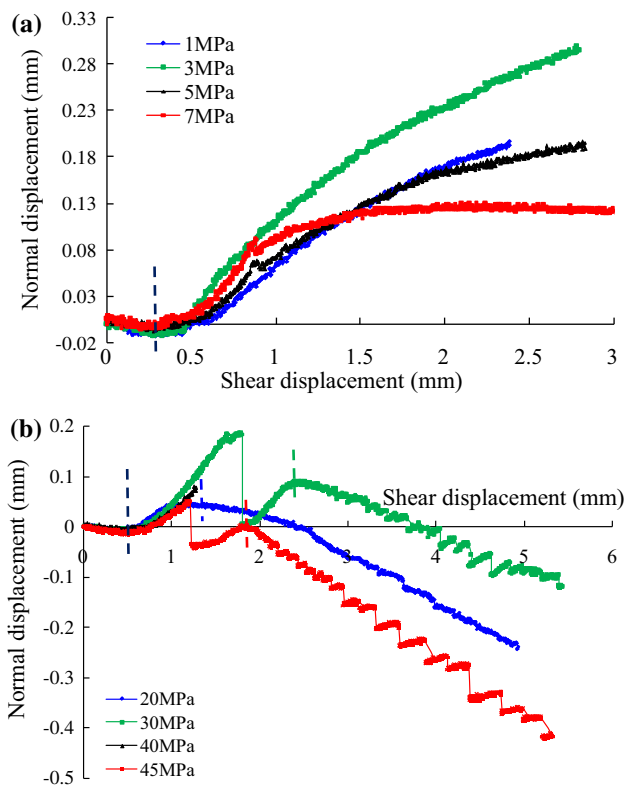 (a)
Normal displacement (mm)
0.33
0.28
0.23
0.18
0.13
0.08
0.03
-0.02
1MPa
3MPa
5MPa
7MPa
0 0.5 1 1.5 2 2.5 3
Shear displacement (mm)
(b)
Normal displacement (mm)
0.2
0.1
0
-0.1
-0.2
-0.3
-0.4
-0.5
Shear displacement (mm)
0 1 2 3 4 5 6
20MPa
30MPa
40MPa
45MPa